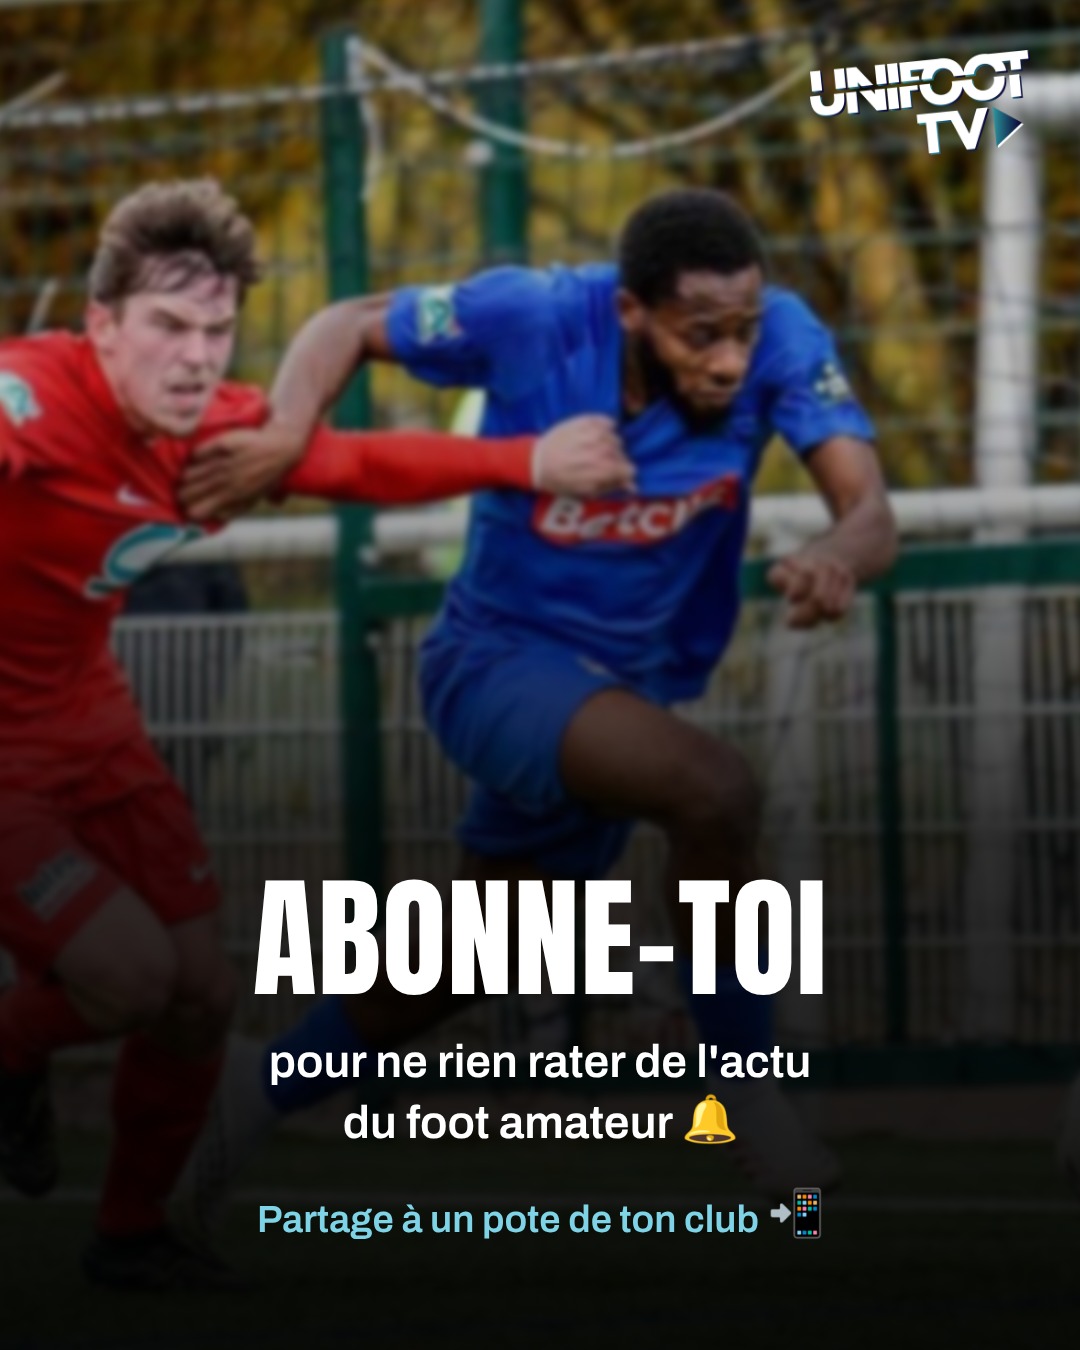 UNIFOOT
TV
Betclic
ABONNE-TOI
pour ne rien rater de l'actu
du foot amateur 🔔
Partage à un pote de ton club 📲